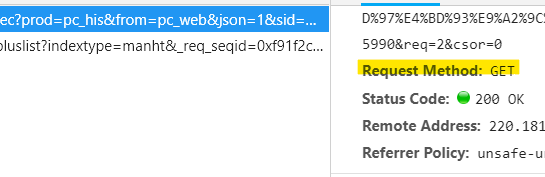 ec?prod=pc_his&from=pc_web&json=1&sid=...
pluslist?indextype=manht&_req_seqid=0xf91f2c...
D%97%E4%BD%93%E9%A2%9C
5990&req=2&csor=0
Request Method: GET
Status Code: 200 OK
Remote Address: 220.181
Referrer Policy: unsafe-u